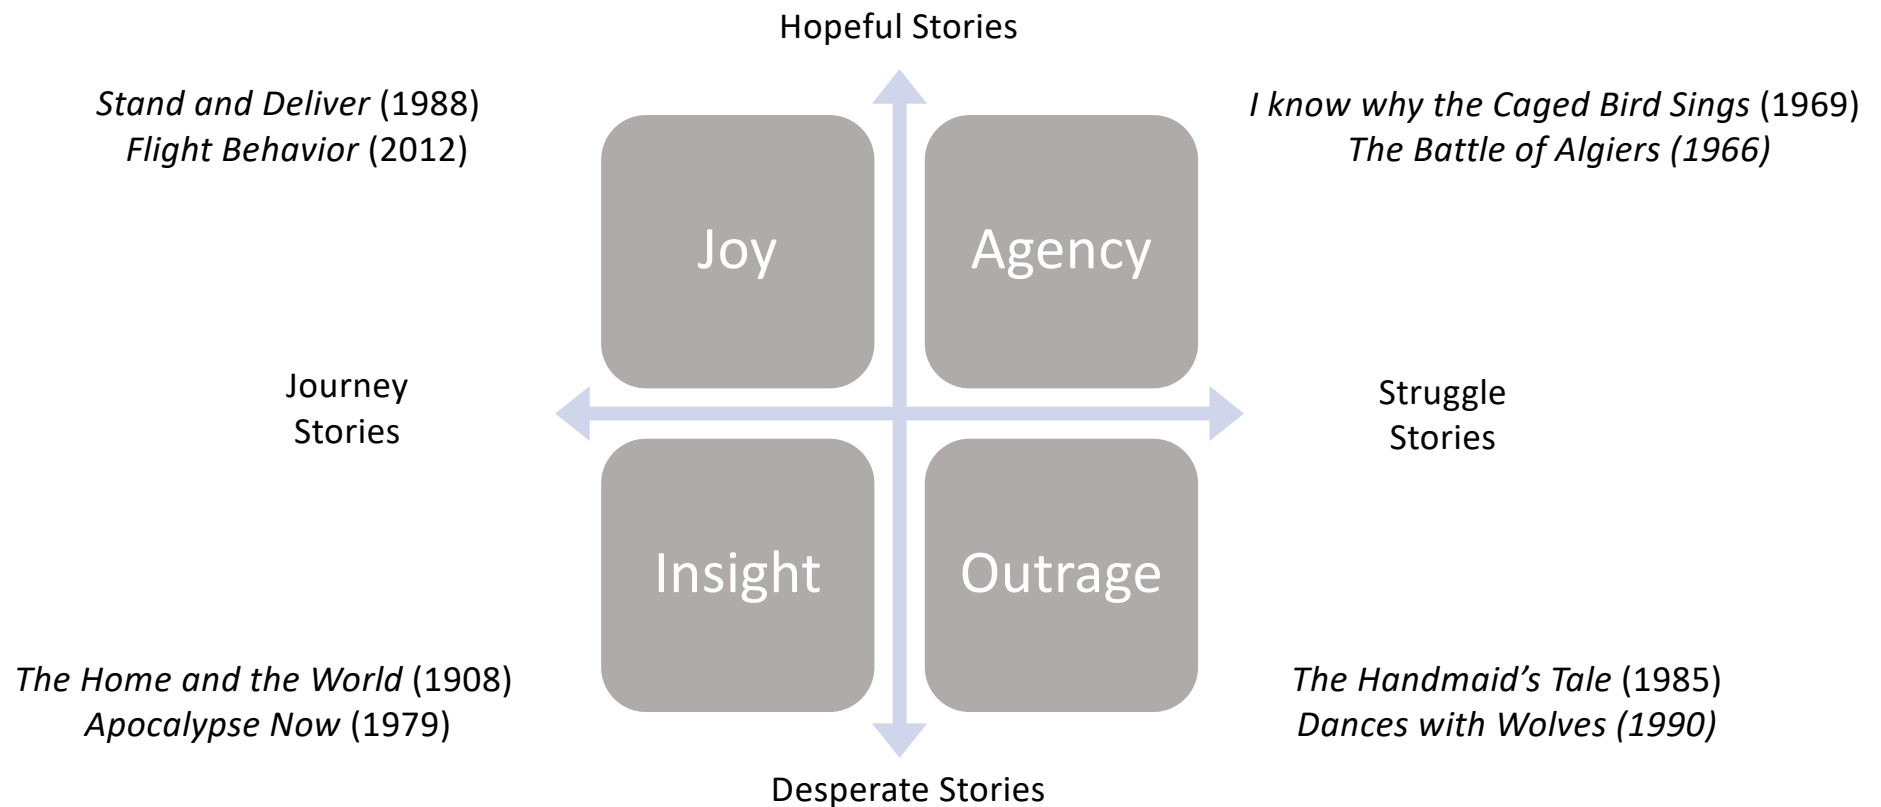 Hopeful Stories
Stand and Deliver (1988)
Flight Behavior (2012)
I know why the Caged Bird Sings (1969)
The Battle of Algiers (1966)
Joy
Agency
Journey
Stories
Struggle
Stories
Insight
Outrage
The Home and the World (1908)
Apocalypse Now (1979)
The Handmaid’s Tale (1985)
Dances with Wolves (1990)
Desperate Stories